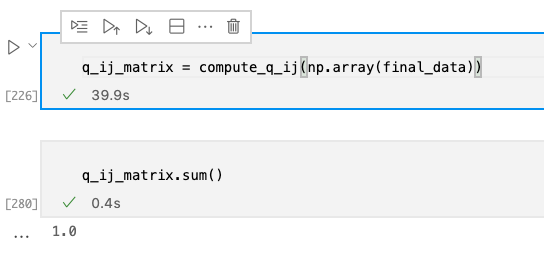 q_ij_matrix = compute_q_ij(np.array(final_data))
[226]
39.9s
q_ij_matrix.sum()
[280]
0.4s
...
1.0